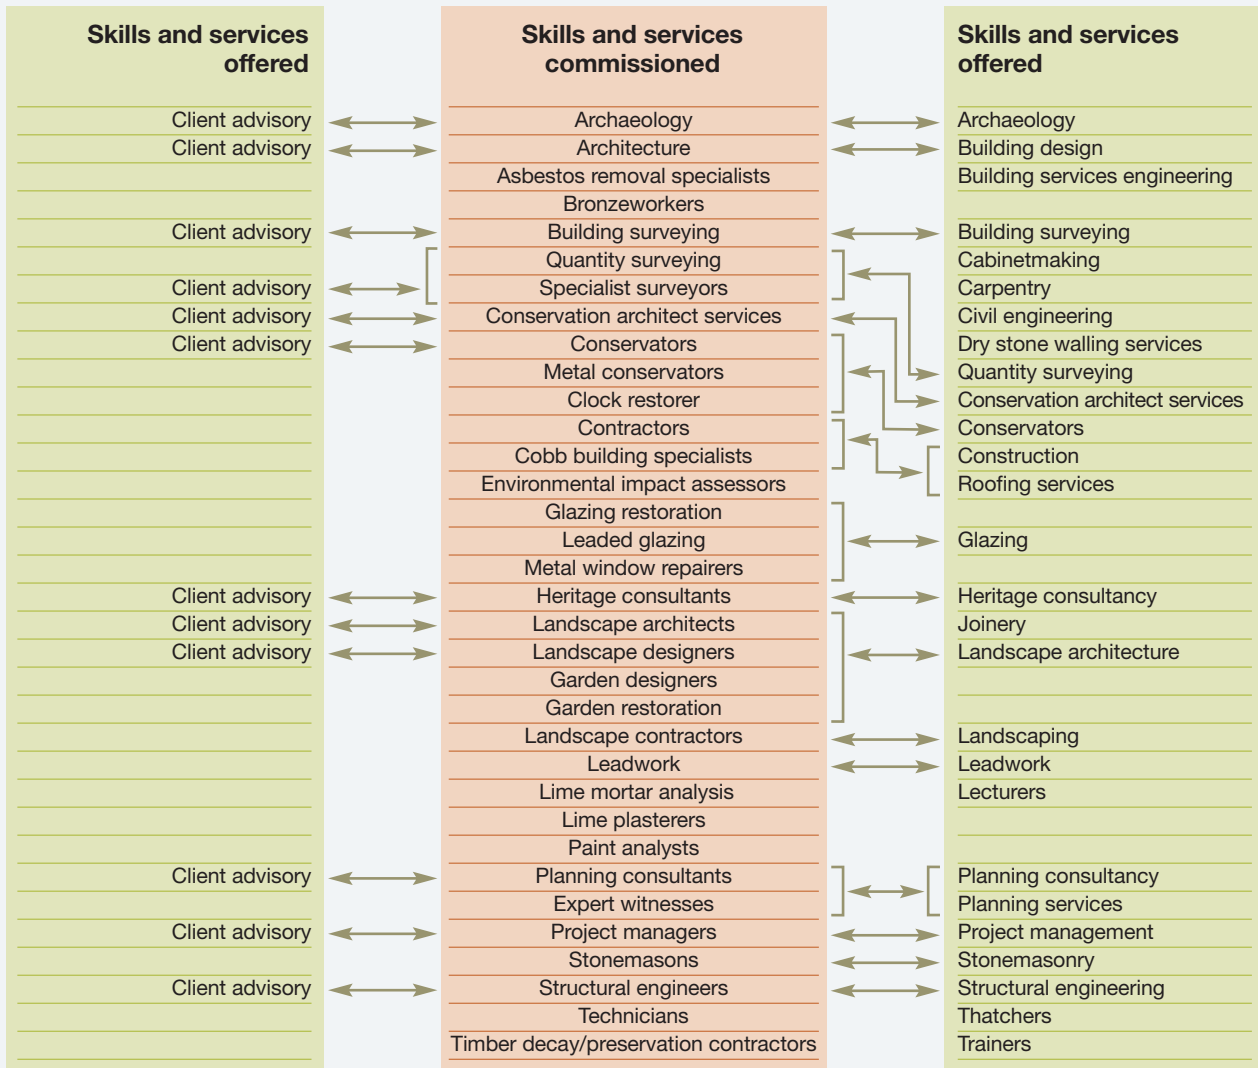 Skills and services
offered
Skills and services
commissioned
Skills and services
offered
Client advisory Archaeology Archaeology
Client advisory Architecture Building design
Asbestos removal specialists Building services engineering
Bronzeworkers
Client advisory Building surveying Building surveying
Quantity surveying Cabinetmaking
Client advisory Specialist surveyors Carpentry
Client advisory Conservation architect services Civil engineering
Client advisory Conservators Dry stone walling services
Metal conservators Quantity surveying
Clock restorer Conservation architect services
Contractors Conservators
Cobb building specialists Construction
Environmental impact assessors Roofing services
Glazing restoration
Leaded glazing Glazing
Metal window repairers
Client advisory Heritage consultants Heritage consultancy
Client advisory Landscape architects Joinery
Client advisory Landscape designers Landscape architecture
Garden designers
Garden restoration
Landscape contractors Landscaping
Leadwork Leadwork
Lime mortar analysis Lecturers
Lime plasterers
Paint analysts
Client advisory Planning consultants Planning consultancy
Expert witnesses Planning services
Client advisory Project managers Project management
Stonemasons Stonemasonry
Client advisory Structural engineers Structural engineering
Technicians Thatchers
Timber decay/preservation contractors Trainers